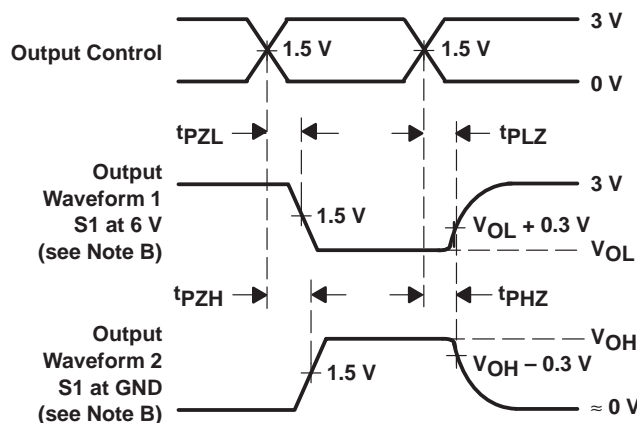 3 V
Output Control
1.5 V
1.5 V
0 V
tPZL
tPLZ
Output
Waveform 1
S1 at 6 V
(see Note B)
3 V
1.5 V
VOL + 0.3 V
VOL
tPZH
tPHZ
Output
Waveform 2
S1 at GND
(see Note B)
VOH
1.5 V
VOH – 0.3 V
≈ 0 V